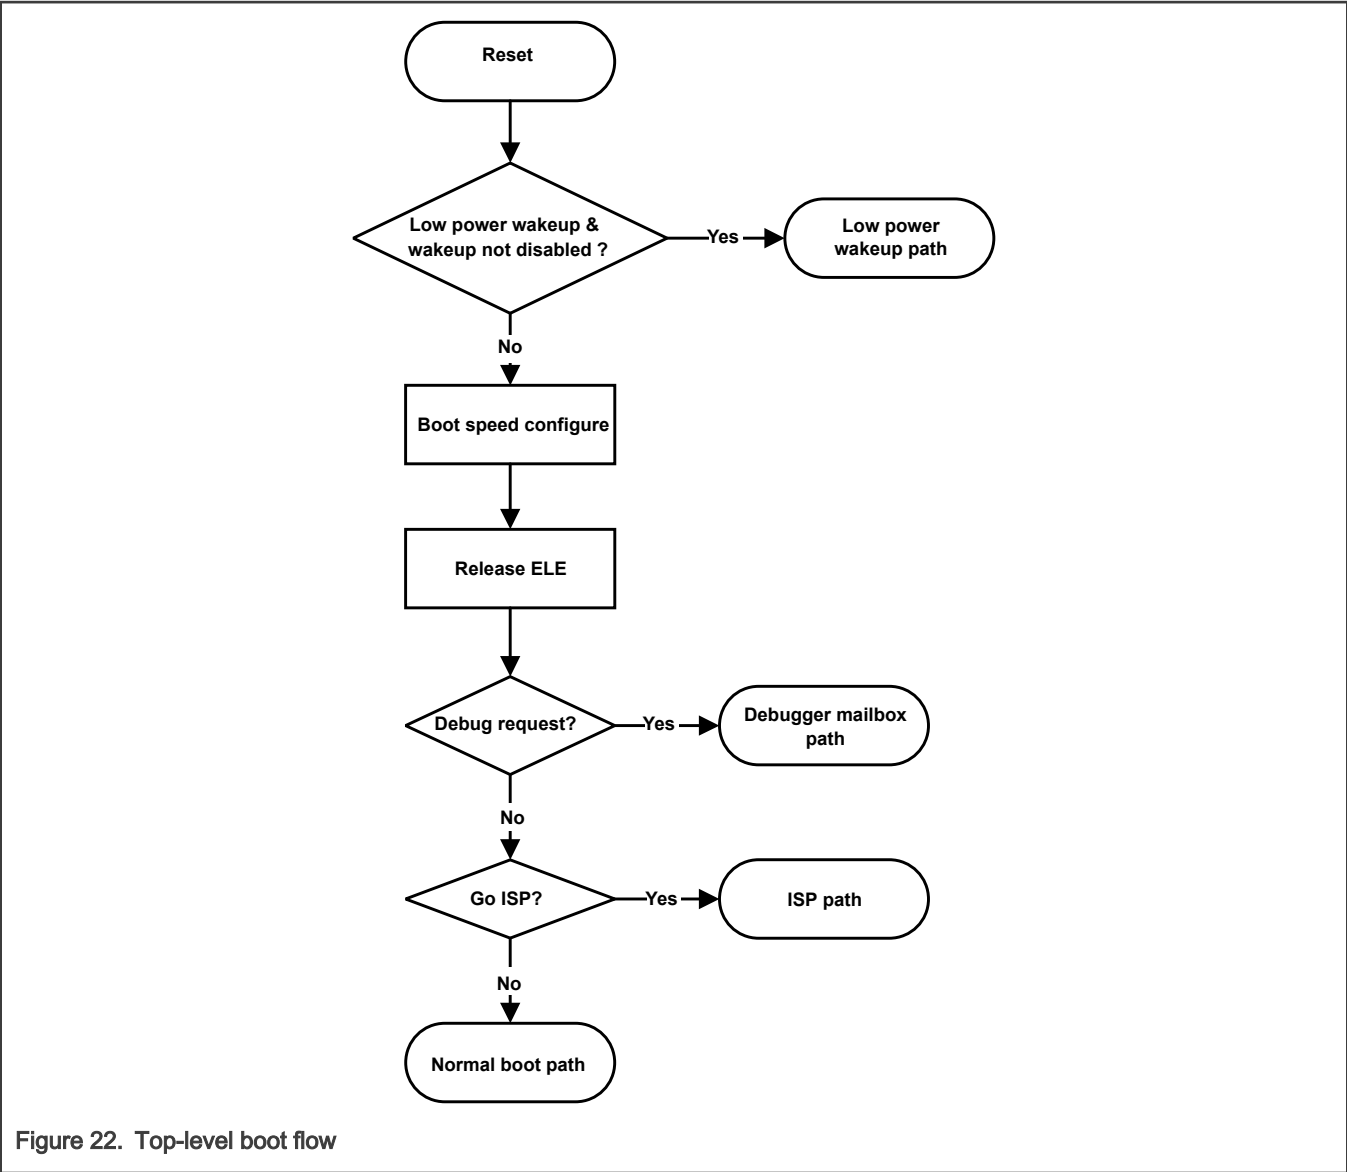 Reset
Low power wakeup &
wakeup not disabled ?
Yes
Low power
wakeup path
No
Boot speed configure
Release ELE
Debug request?
Yes
Debugger mailbox
path
No
Go ISP?
Yes
ISP path
No
Normal boot path
Figure 22. Top-level boot flow